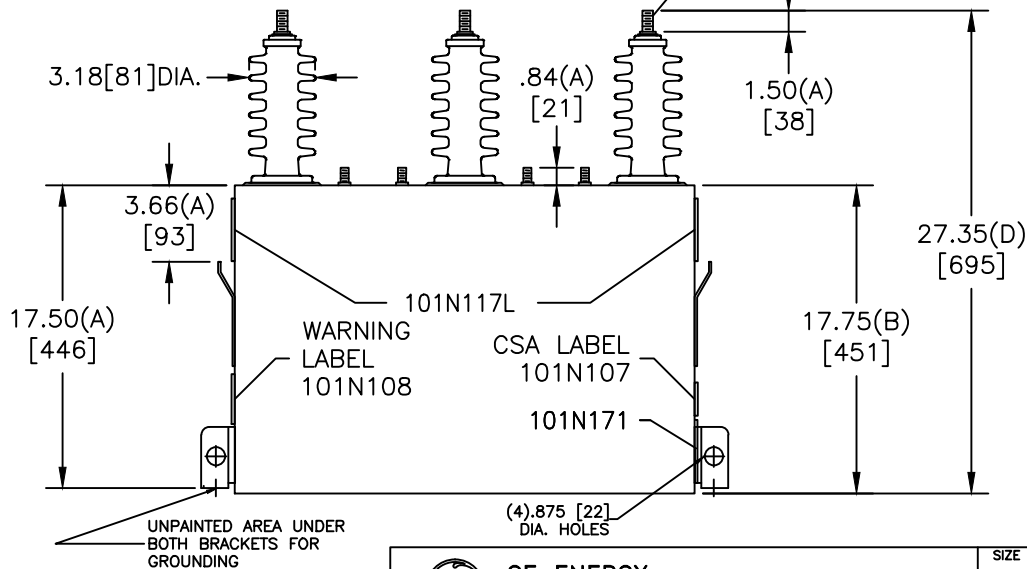 3.18[81]DIA.
.84(A)
[21]
1.50(A)
[38]
3.66(A)
[93]
27.35(D)
[695]
17.50(A)
[446]
101N117L
WARNING
LABEL
101N108
CSA LABEL
101N107
17.75(B)
[451]
101N171
(4).875 [22]
DIA. HOLES
UNPAINTED AREA UNDER
BOTH BRACKETS FOR
GROUNDING
SIZE